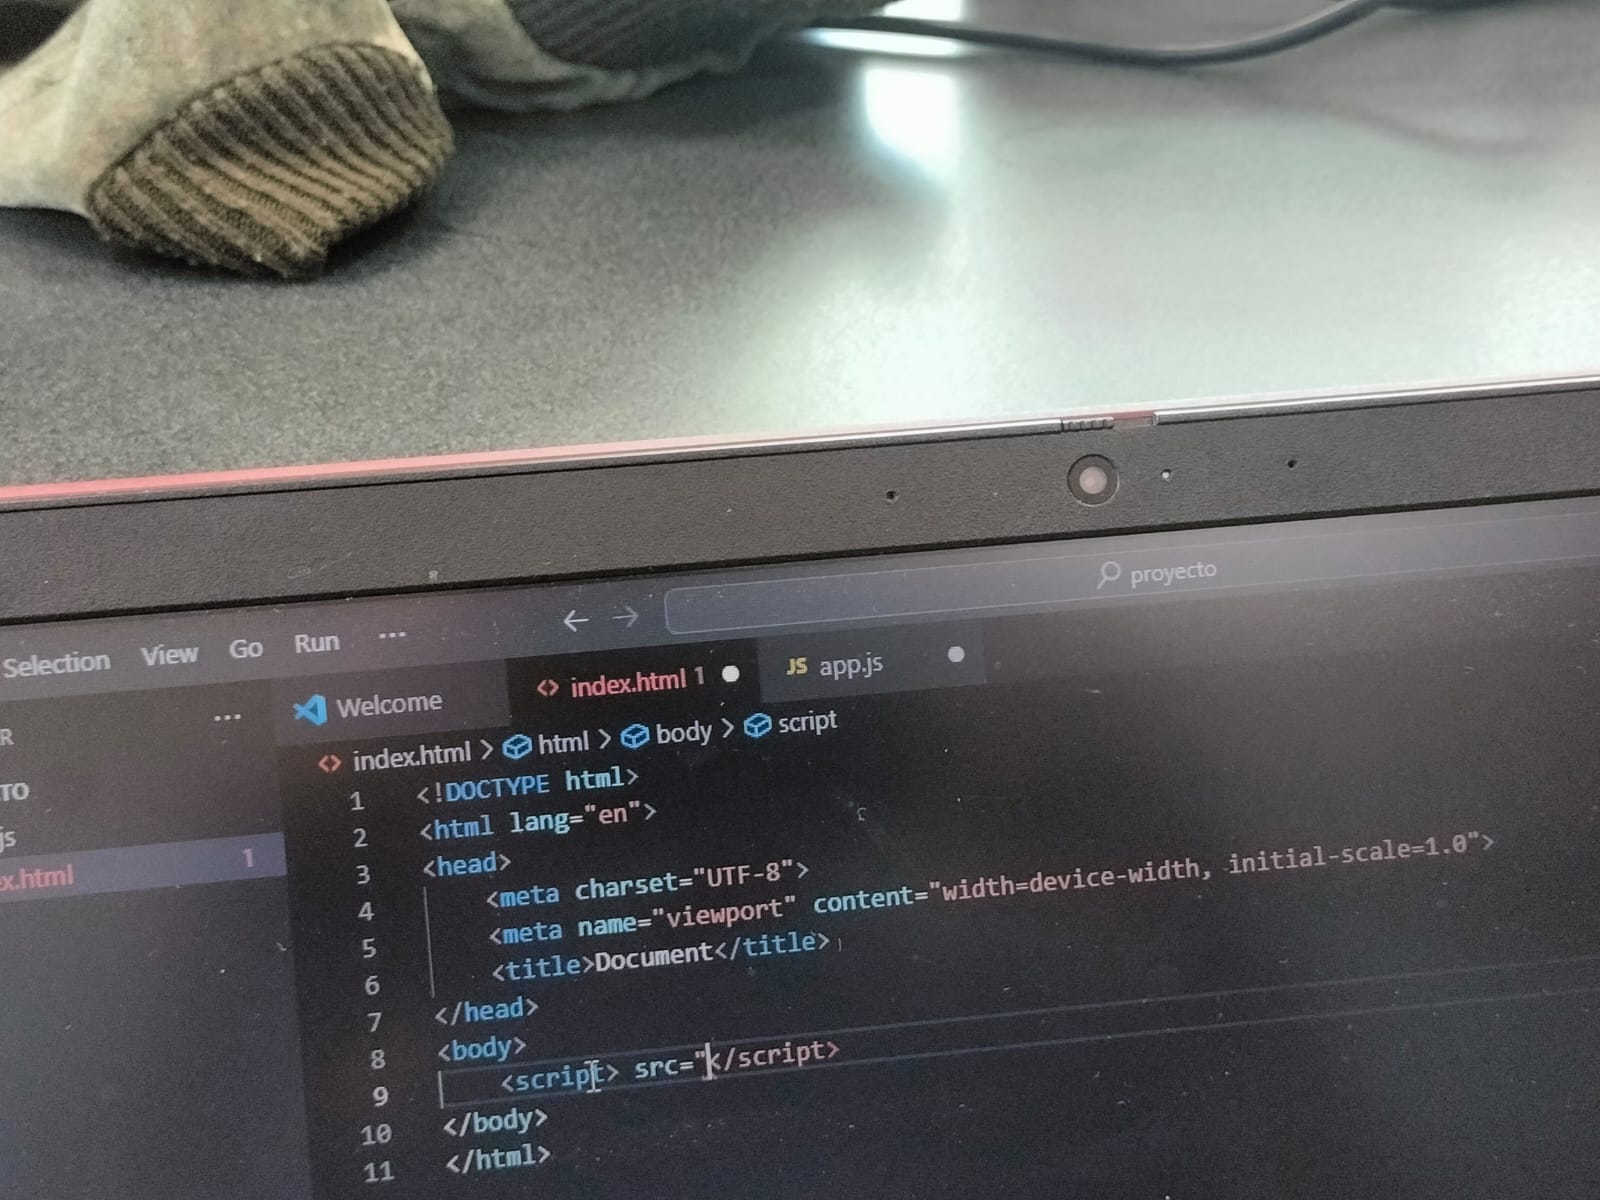 proyecto
Selection View Go Run ...
Welcome
index.html 1
JS app.js
R
index.html > html > body > script
TO
js
x.html 1
1 <!DOCTYPE html>
2 <html lang="en">
3 <head>
4 <meta charset="UTF-8">
5 <meta name="viewport" content="width=device-width, initial-scale=1.0">
6 <title>Document</title>
7 </head>
8 <body>
9 <script> src="</script>
10 </body>
11 </html>